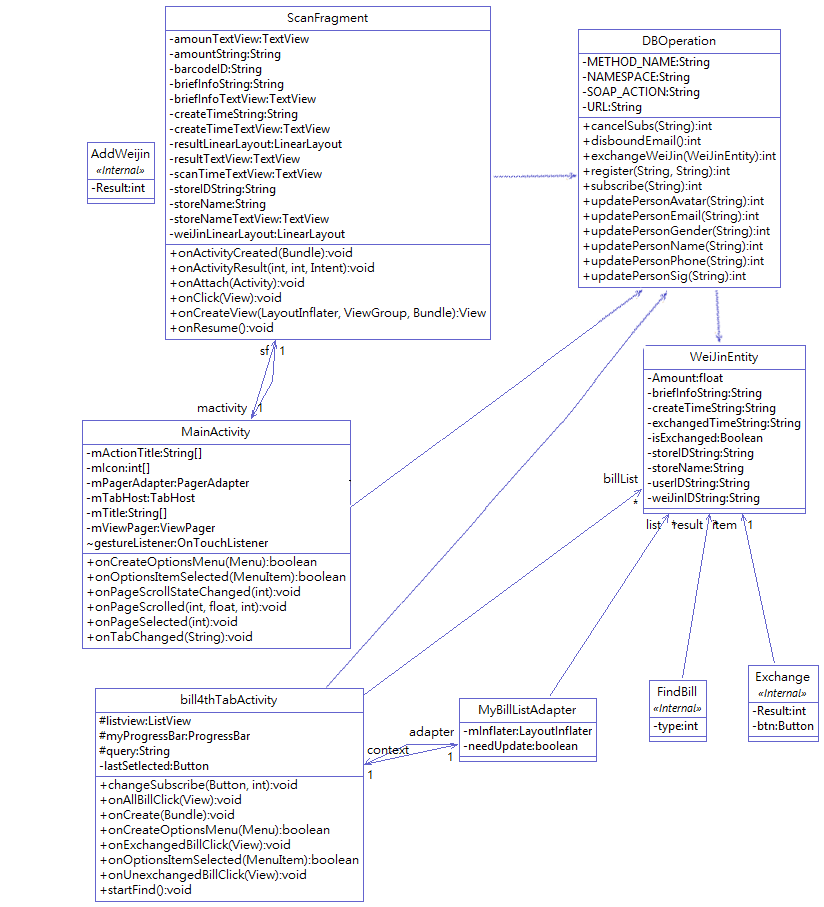 ScanFragment
-amounTextView:TextView
-amountString:String
-barcodeID:String
-briefInfoString:String
-briefInfoTextView:TextView
-createTimeString:String
-createTimeTextView:TextView
-resultLinearLayout:LinearLayout
-resultTextView:TextView
-scanTimeTextView:TextView
-storeIDString:String
-storeName:String
-storeNameTextView:TextView
-weiJinLinearLayout:LinearLayout
+onActivityCreated(Bundle):void
+onActivityResult(int, int, Intent):void
+onAttach(Activity):void
+onClick(View):void
+onCreateView(LayoutInflater, ViewGroup, Bundle):View
+onResume():void
DBOperation
-METHOD_NAME:String
-NAMESPACE:String
-SOAP_ACTION:String
-URL:String
+cancelSubs(String):int
+disboundEmail():int
+exchangeWeiJin(WeiJinEntity):int
+register(String, String):int
+subscribe(String):int
+updatePersonAvatar(String):int
+updatePersonEmail(String):int
+updatePersonGender(String):int
+updatePersonName(String):int
+updatePersonPhone(String):int
+updatePersonSig(String):int
AddWeijin
«Internal»
-Result:int
sf 1
mactivity 1
WeiJinEntity
-Amount:float
-briefInfoString:String
-createTimeString:String
-exchangedTimeString:String
-isExchanged:Boolean
-storeIDString:String
-storeName:String
-userIDString:String
-weiJinIDString:String
MainActivity
-mActionTitle:String[]
-mIcon:int[]
-mPagerAdapter:PagerAdapter
-mTabHost:TabHost
-mTitle:String[]
-mViewPager:ViewPager
~gestureListener:OnTouchListener
+onCreateOptionsMenu(Menu):boolean
+onOptionsItemSelected(MenuItem):boolean
+onPageScrollStateChanged(int):void
+onPageScrolled(int, float, int):void
+onPageSelected(int):void
+onTabChanged(String):void
billList
*
list * result * item 1
bill4thTabActivity
#listview:ListView
#myProgressBar:ProgressBar
#query:String
-lastSetlected:Button
+changeSubscribe(Button, int):void
+onAllBillClick(View):void
+onCreate(Bundle):void
+onCreateOptionsMenu(Menu):boolean
+onExchangedBillClick(View):void
+onOptionsItemSelected(MenuItem):boolean
+onUnexchangedBillClick(View):void
+startFind():void
adapter
1
context
1
MyBillListAdapter
-mInflater:LayoutInflater
-needUpdate:boolean
FindBill
«Internal»
-type:int
Exchange
«Internal»
-Result:int
-btn:Button